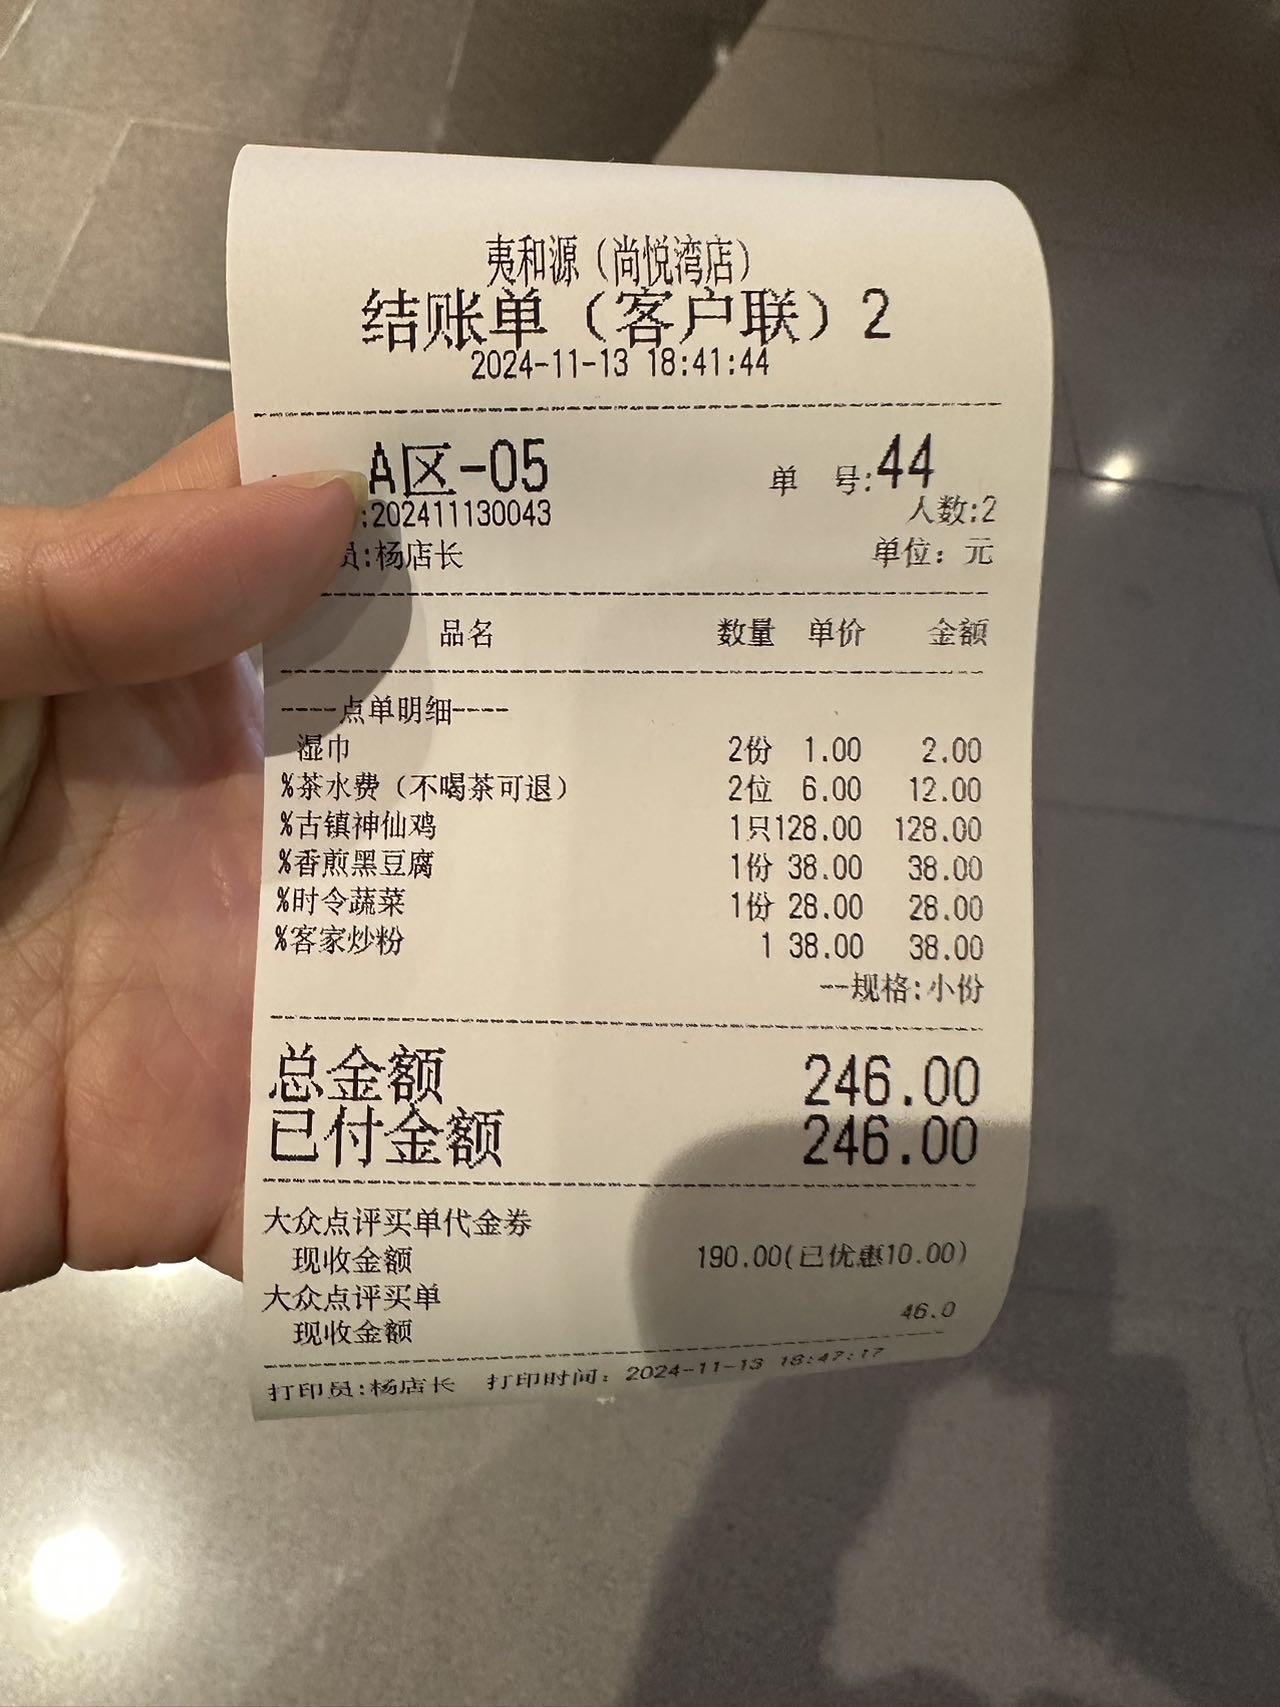 夷和源（尚悦湾店）
结账单（客户联）2
2024-11-13 18:41:44
A区-05 单 号:44
:202411130043 人数:2
员:杨店长 单位：元
品名 数量 单价 金额
----点单明细----
湿巾 2份 1.00 2.00
%茶水费（不喝茶可退） 2位 6.00 12.00
%古镇神仙鸡 1只128.00 128.00
%香煎黑豆腐 1份 38.00 38.00
%时令蔬菜 1份 28.00 28.00
%客家炒粉 1 38.00 38.00
--规格:小份
总金额 246.00
已付金额 246.00
大众点评买单代金券
现收金额 190.00(已优惠10.00)
大众点评买单
现收金额 46.0
打印员:杨店长 打印时间：2024-11-13 18:47:17